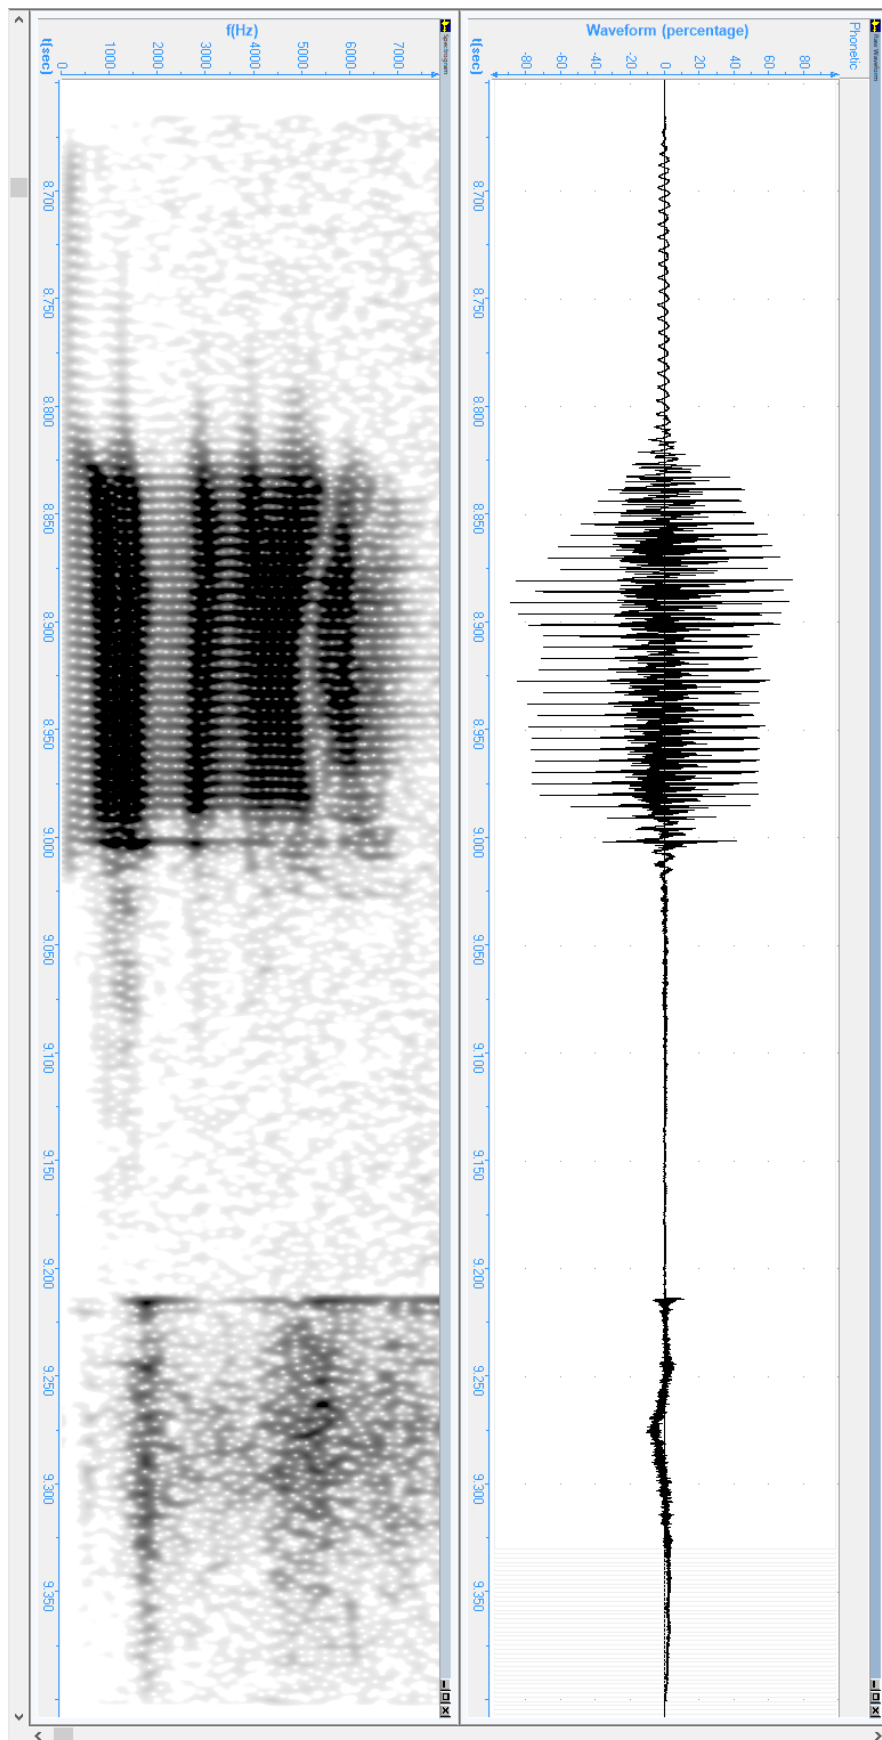 Raw Waveform
Phonetic
Waveform (percentage)
-80 -60 -40 -20 0 20 40 60 80
t(sec)
8.700 8.750 8.800 8.850 8.900 8.950 9.000 9.050 9.100 9.150 9.200 9.250 9.300 9.350
Spectrogram
f(Hz)
7000
6000
5000
4000
3000
2000
1000
0
t(sec)
8.700 8.750 8.800 8.850 8.900 8.950 9.000 9.050 9.100 9.150 9.200 9.250 9.300 9.350